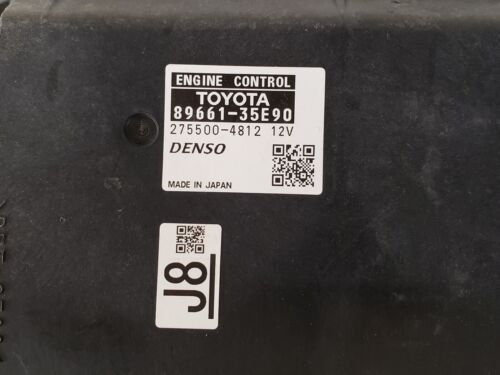 ENGINE CONTROL
TOYOTA
89661-35E90
275500-4812 12V
DENSO
MADE IN JAPAN
J8